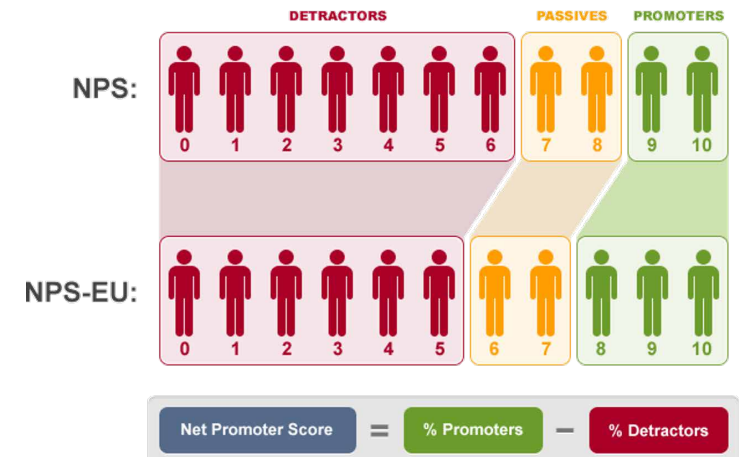 DETRACTORS PASSIVES PROMOTERS
NPS:
0 1 2 3 4 5 6 7 8 9 10
NPS-EU:
0 1 2 3 4 5 6 7 8 9 10
Net Promoter Score = % Promoters − % Detractors